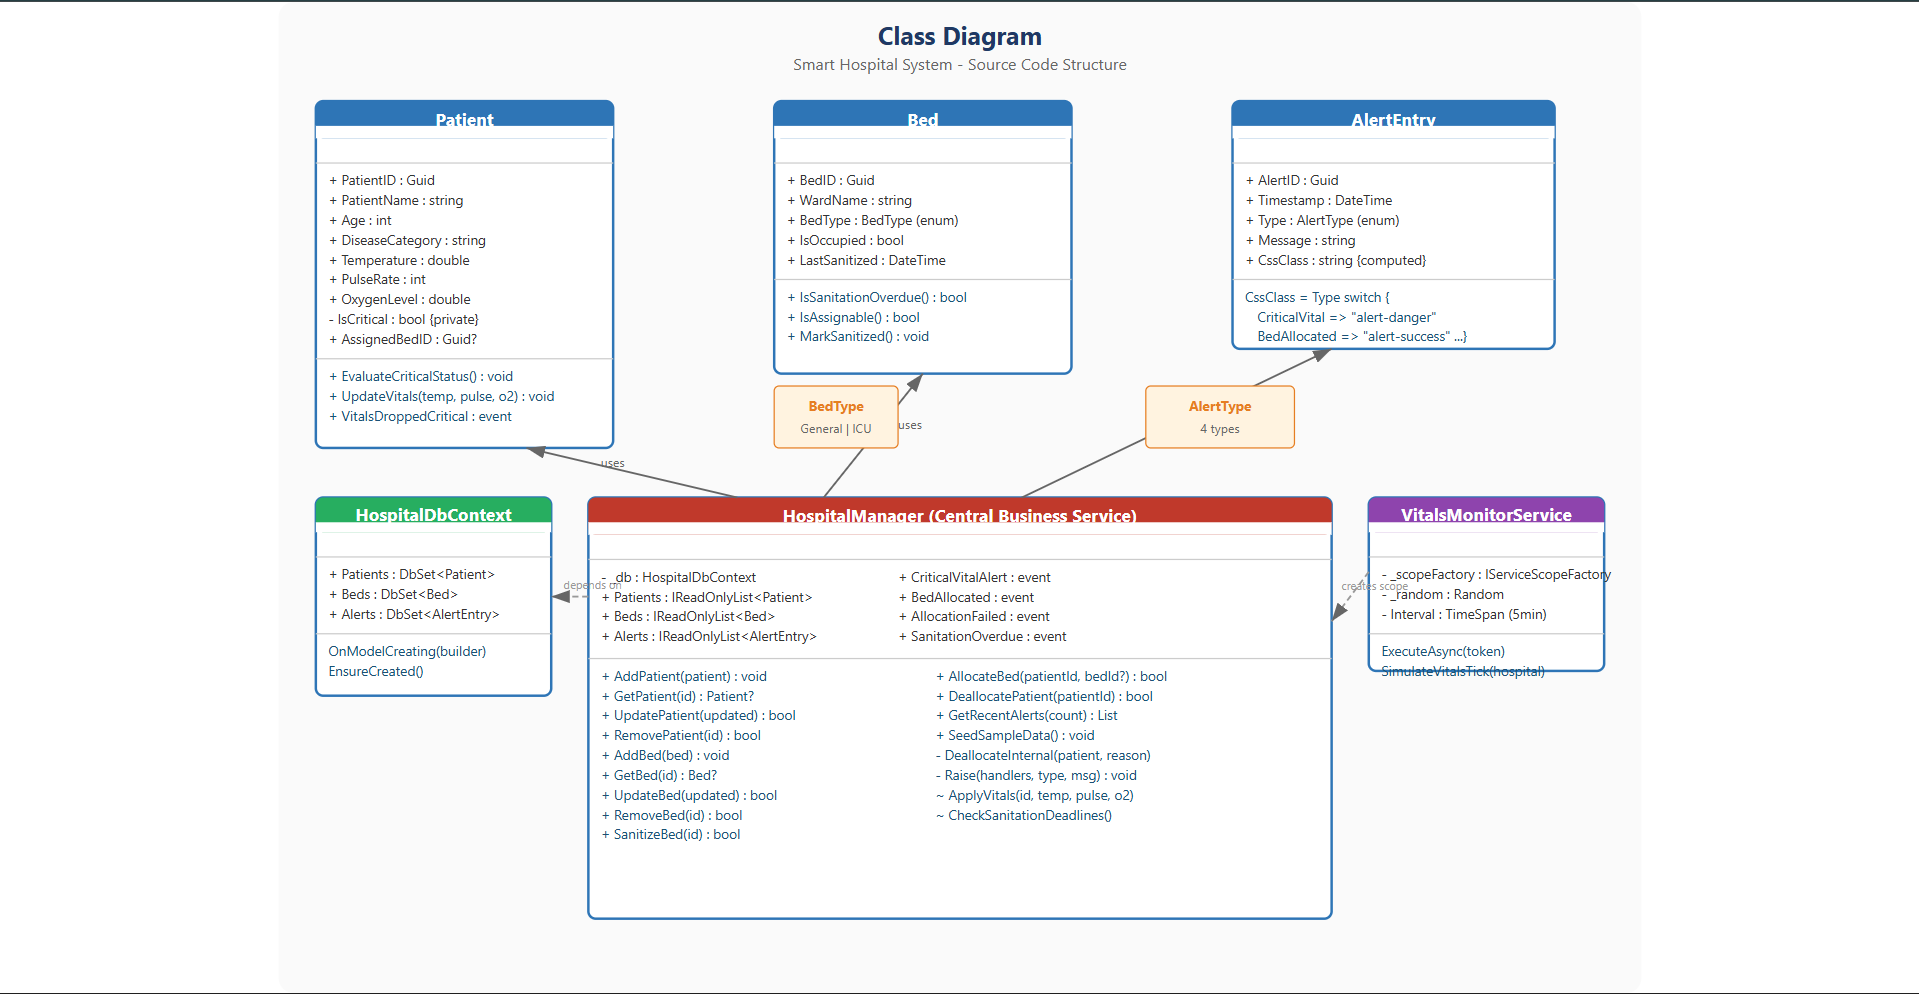 Class Diagram
Smart Hospital System - Source Code Structure
Patient
+ PatientID : Guid
+ PatientName : string
+ Age : int
+ DiseaseCategory : string
+ Temperature : double
+ PulseRate : int
+ OxygenLevel : double
- IsCritical : bool {private}
+ AssignedBedID : Guid?
+ EvaluateCriticalStatus() : void
+ UpdateVitals(temp, pulse, o2) : void
+ VitalsDroppedCritical : event
Bed
+ BedID : Guid
+ WardName : string
+ BedType : BedType (enum)
+ IsOccupied : bool
+ LastSanitized : DateTime
+ IsSanitationOverdue() : bool
+ IsAssignable() : bool
+ MarkSanitized() : void
AlertEntry
+ AlertID : Guid
+ Timestamp : DateTime
+ Type : AlertType (enum)
+ Message : string
+ CssClass : string {computed}
CssClass = Type switch {
CriticalVital => "alert-danger"
BedAllocated => "alert-success" ...}
BedType
General | ICU
uses
AlertType
4 types
uses
HospitalDbContext
+ Patients : DbSet<Patient>
+ Beds : DbSet<Bed>
+ Alerts : DbSet<AlertEntry>
OnModelCreating(builder)
EnsureCreated()
depends on
HospitalManager (Central Business Service)
- _db : HospitalDbContext
+ Patients : IReadOnlyList<Patient>
+ Beds : IReadOnlyList<Bed>
+ Alerts : IReadOnlyList<AlertEntry>
+ CriticalVitalAlert : event
+ BedAllocated : event
+ AllocationFailed : event
+ SanitationOverdue : event
+ AddPatient(patient) : void
+ GetPatient(id) : Patient?
+ UpdatePatient(updated) : bool
+ RemovePatient(id) : bool
+ AddBed(bed) : void
+ GetBed(id) : Bed?
+ UpdateBed(updated) : bool
+ RemoveBed(id) : bool
+ SanitizeBed(id) : bool
+ AllocateBed(patientId, bedId?) : bool
+ DeallocatePatient(patientId) : bool
+ GetRecentAlerts(count) : List
+ SeedSampleData() : void
- DeallocateInternal(patient, reason)
- Raise(handlers, type, msg) : void
~ ApplyVitals(id, temp, pulse, o2)
~ CheckSanitationDeadlines()
creates scope
VitalsMonitorService
- _scopeFactory : IServiceScopeFactory
- _random : Random
- Interval : TimeSpan (5min)
ExecuteAsync(token)
SimulateVitalsTick(hospital)